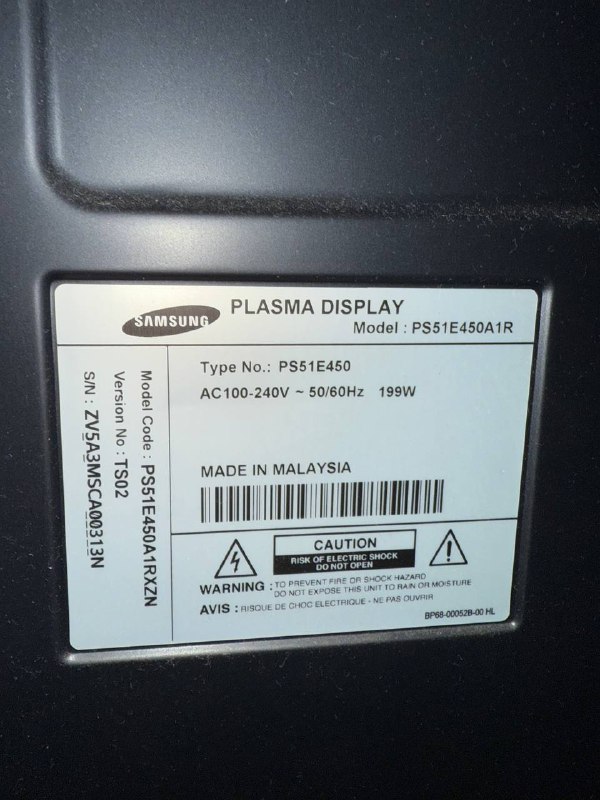 SAMSUNG
PLASMA DISPLAY
Model : PS51E450A1R
Type No.: PS51E450
AC100-240V ~ 50/60Hz 199W
MADE IN MALAYSIA
Model Code : PS51E450A1RXZN
Version No : TS02
S/N : ZV5A3MSCA00313N
CAUTION
RISK OF ELECTRIC SHOCK
DO NOT OPEN
WARNING : TO PREVENT FIRE OR SHOCK HAZARD
DO NOT EXPOSE THIS UNIT TO RAIN OR MOISTURE
AVIS : RISQUE DE CHOC ELECTRIQUE - NE PAS OUVRIR
BP68-00052B-00 HL